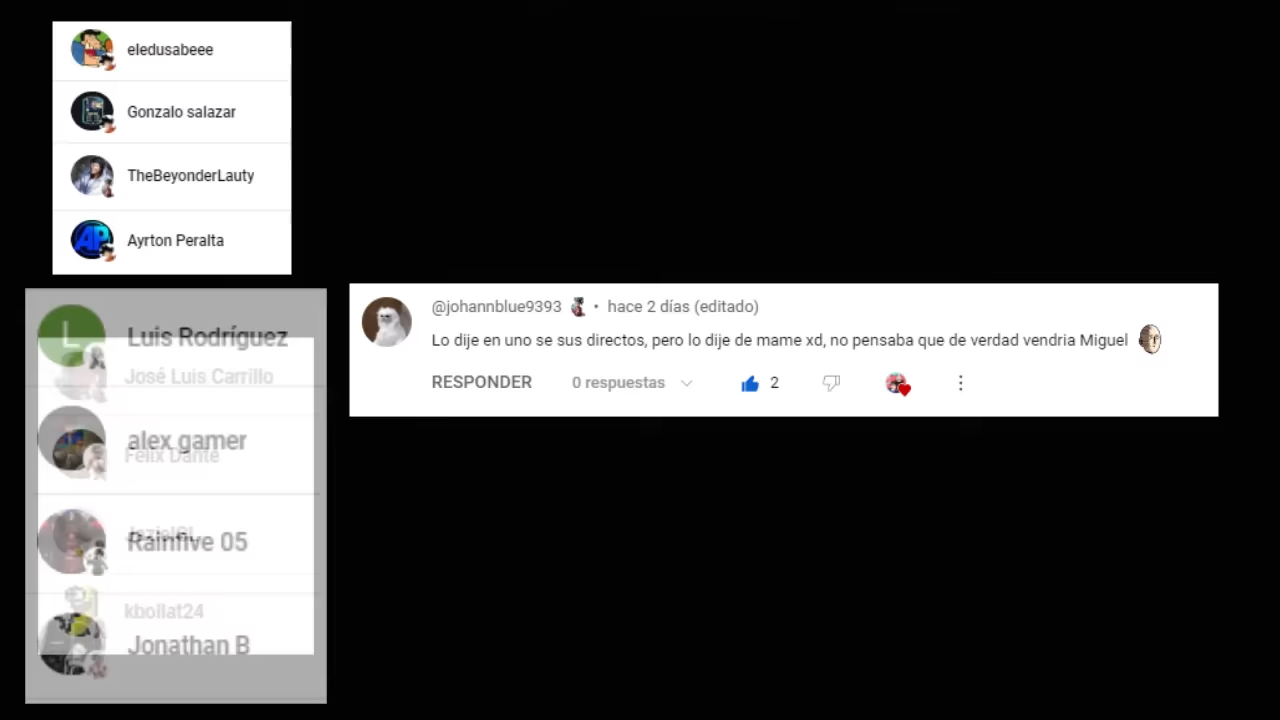 eledusabeee
Gonzalo salazar
TheBeyonderLauty
AP
Ayrton Peralta
@johannblue9393 • hace 2 días (editado)
Lo dije en uno se sus directos, pero lo dije de mame xd, no pensaba que de verdad vendria Miguel
RESPONDER 0 respuestas 2
L
Luis Rodríguez
José Luis Carrillo
alex gamer
Felix Dante
Rainfive 05
kbollat24
Jonathan B